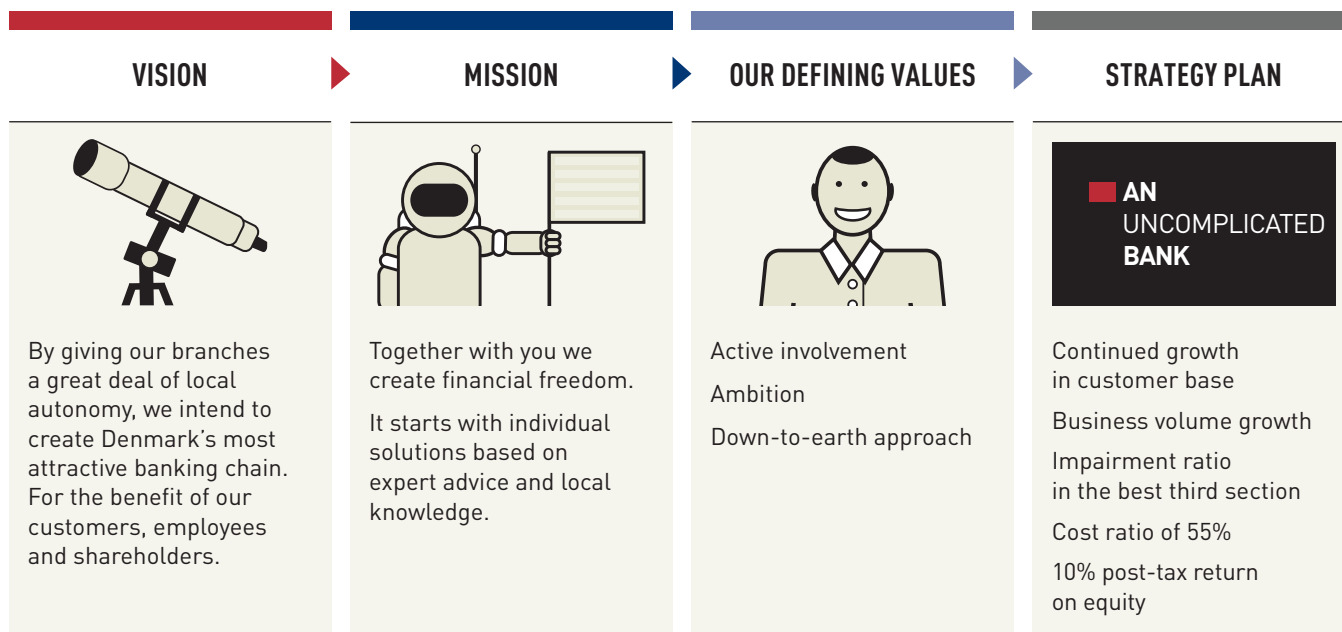 VISION
By giving our branches
a great deal of local
autonomy, we intend to
create Denmark's most
attractive banking chain.
For the benefit of our
customers, employees
and shareholders.
MISSION
Together with you we
create financial freedom.
It starts with individual
solutions based on
expert advice and local
knowledge.
OUR DEFINING VALUES
Active involvement
Ambition
Down-to-earth approach
STRATEGY PLAN
AN
UNCOMPLICATED
BANK
Continued growth
in customer base
Business volume growth
Impairment ratio
in the best third section
Cost ratio of 55%
10% post-tax return
on equity